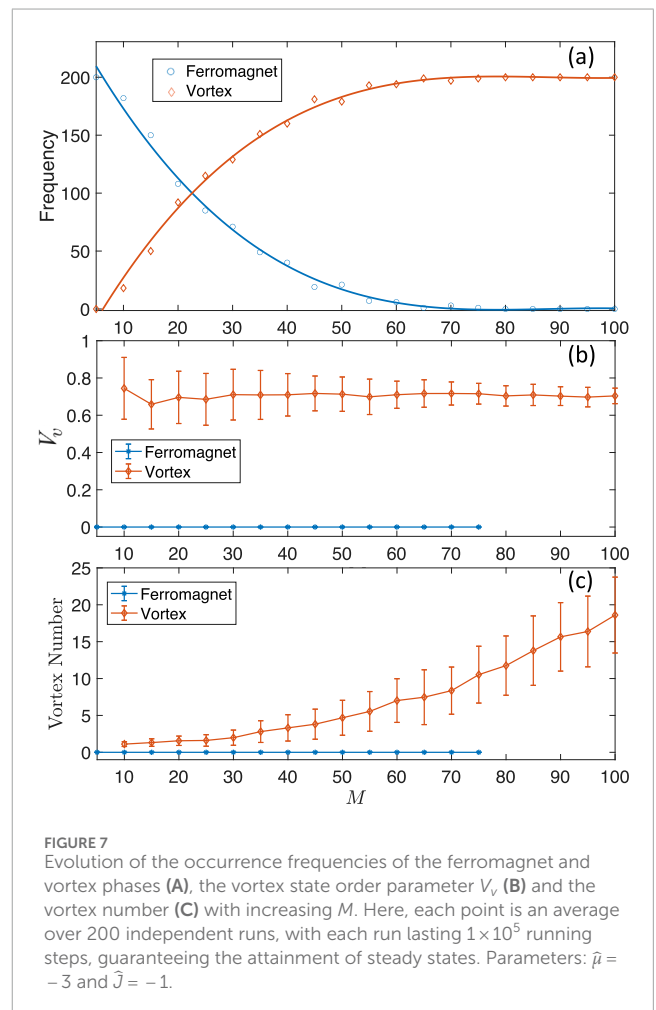 (a)
Ferromagnet
Vortex
Frequency
200
150
100
50
0
10 20 30 40 50 60 70 80 90 100
(b)
1
0.8
0.6
0.4
0.2
0
V_v
Ferromagnet
Vortex
10 20 30 40 50 60 70 80 90 100
(c)
25
20
15
10
5
0
Vortex Number
Ferromagnet
Vortex
10 20 30 40 50 60 70 80 90 100
M
FIGURE 7
Evolution of the occurrence frequencies of the ferromagnet and
vortex phases (A), the vortex state order parameter V_v (B) and the
vortex number (C) with increasing M. Here, each point is an average
over 200 independent runs, with each run lasting 1×10⁵ running
steps, guaranteeing the attainment of steady states. Parameters: μ̂ =
−3 and Ĵ = −1.